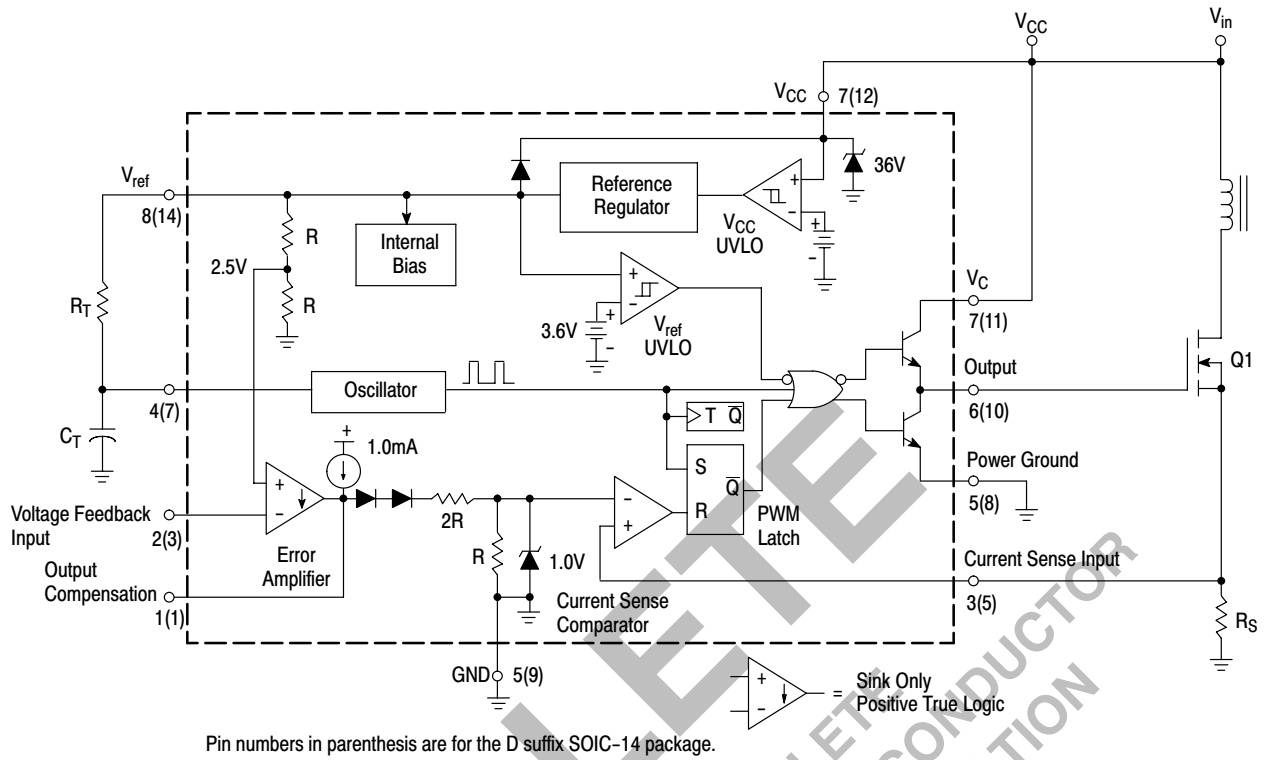 VCC
Vin
VCC 7(12)
36V
Vref
8(14)
R
Internal
Bias
Reference
Regulator
+
-
VCC
UVLO
+
-
2.5V
R
RT
3.6V
+
-
+
-
Vref
UVLO
VC
7(11)
Q1
Output
6(10)
4(7)
Oscillator
T Q
CT
+
1.0mA
S
R
Q
PWM
Latch
Power Ground
5(8)
Voltage Feedback
Input
2(3)
+
-
Error
Amplifier
2R
R
1.0V
-
+
Current Sense
Comparator
Current Sense Input
3(5)
RS
Output
Compensation
1(1)
GND 5(9)
+
-
=
Sink Only
Positive True Logic
Pin numbers in parenthesis are for the D suffix SOIC-14 package.
LETE
LETE
CONDUCTOR
TION